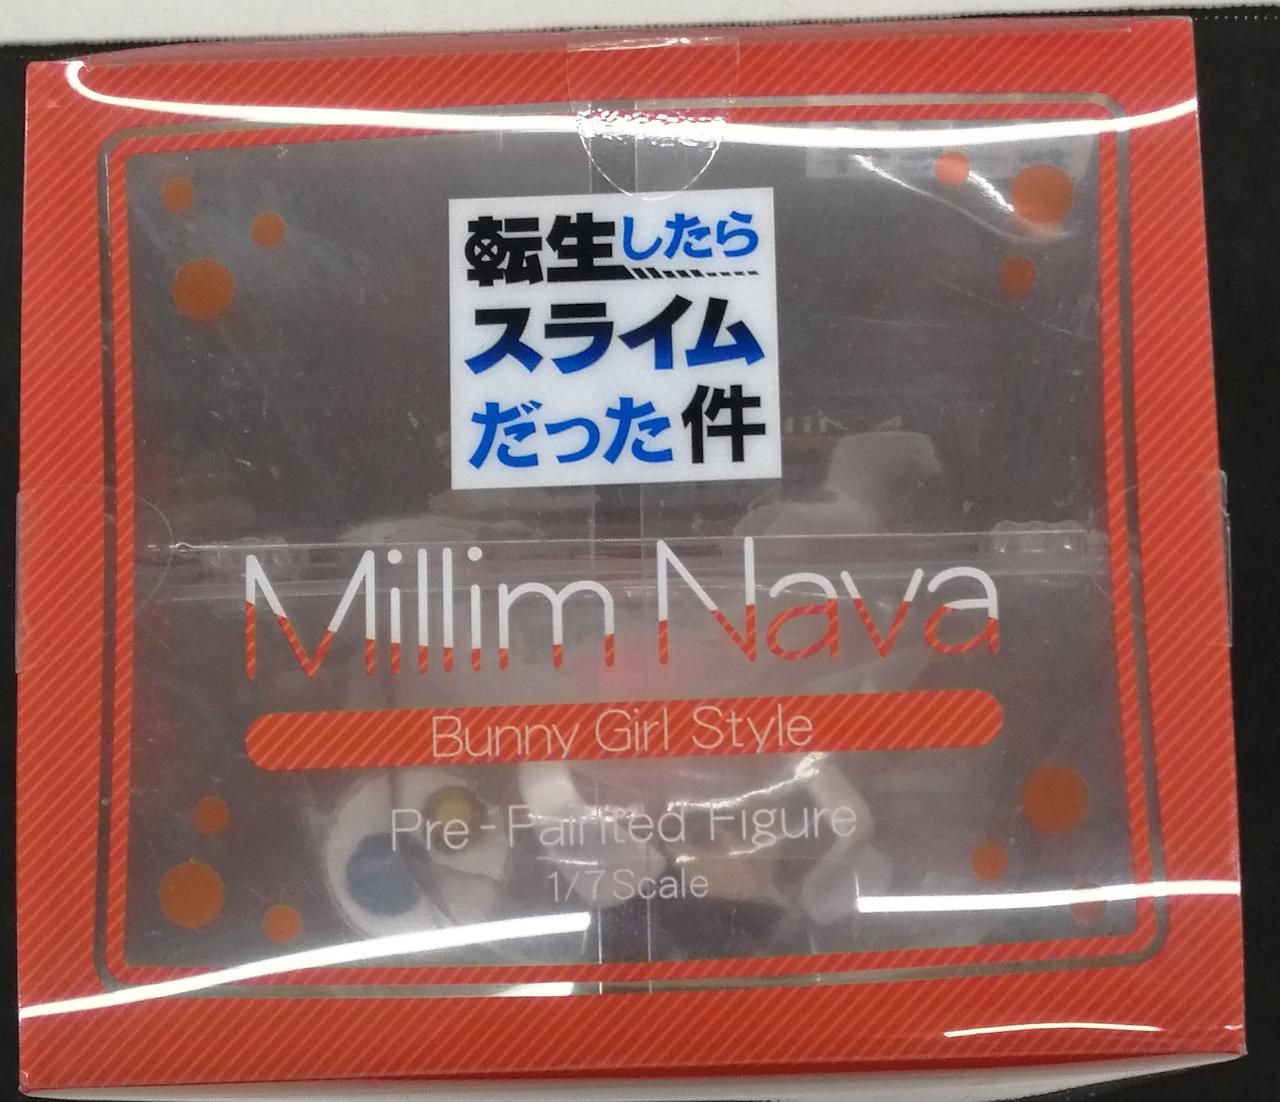 転生したら
スライム
だった件
Millim Nava
Bunny Girl Style
Pre-Painted Figure
1/7Scale